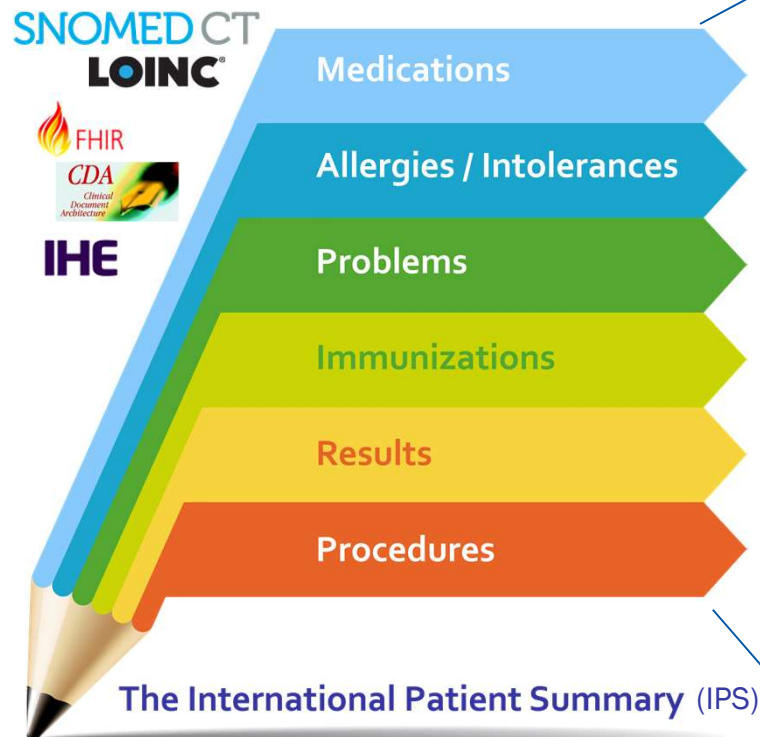 SNOMED CT
LOINC®
FHIR
CDA
Clinical
Document
Architecture
IHE
Medications
Allergies / Intolerances
Problems
Immunizations
Results
Procedures
The International Patient Summary (IPS)